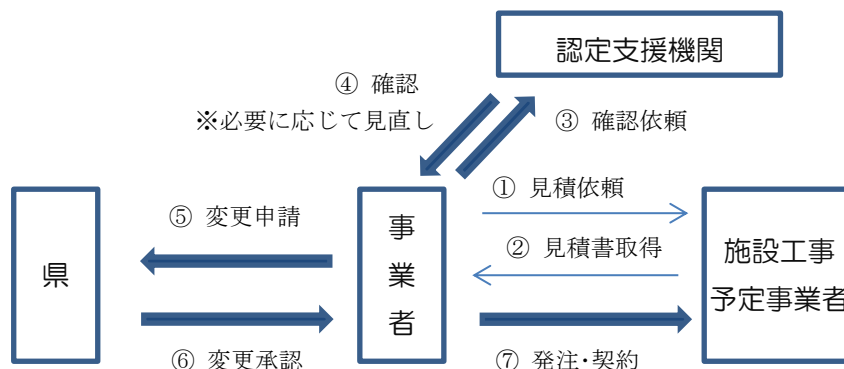 認定支援機関
④ 確認
※必要に応じて見直し
③ 確認依頼
① 見積依頼
⑤ 変更申請
② 見積書取得
県
事業者
施設工事
予定事業者
⑥ 変更承認
⑦ 発注・契約